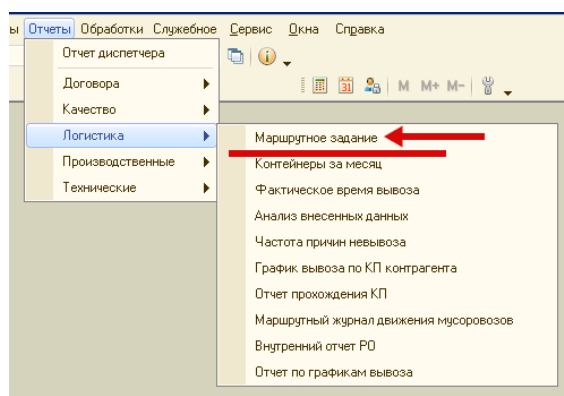 ы Отчеты Обработки Служебное Сервис Окна Справка
Отчет диспетчера
Договора
31 M M+ M-
Качество
Логистика
Маршрутное задание
Производственные
Контейнеры за месяц
Технические
Фактическое время вывоза
Анализ внесенных данных
Частота причин невывоза
График вывоза по КП контрагента
Отчет прохождения КП
Маршрутный журнал движения мусоровозов
Внутренний отчет РО
Отчет по графикам вывоза